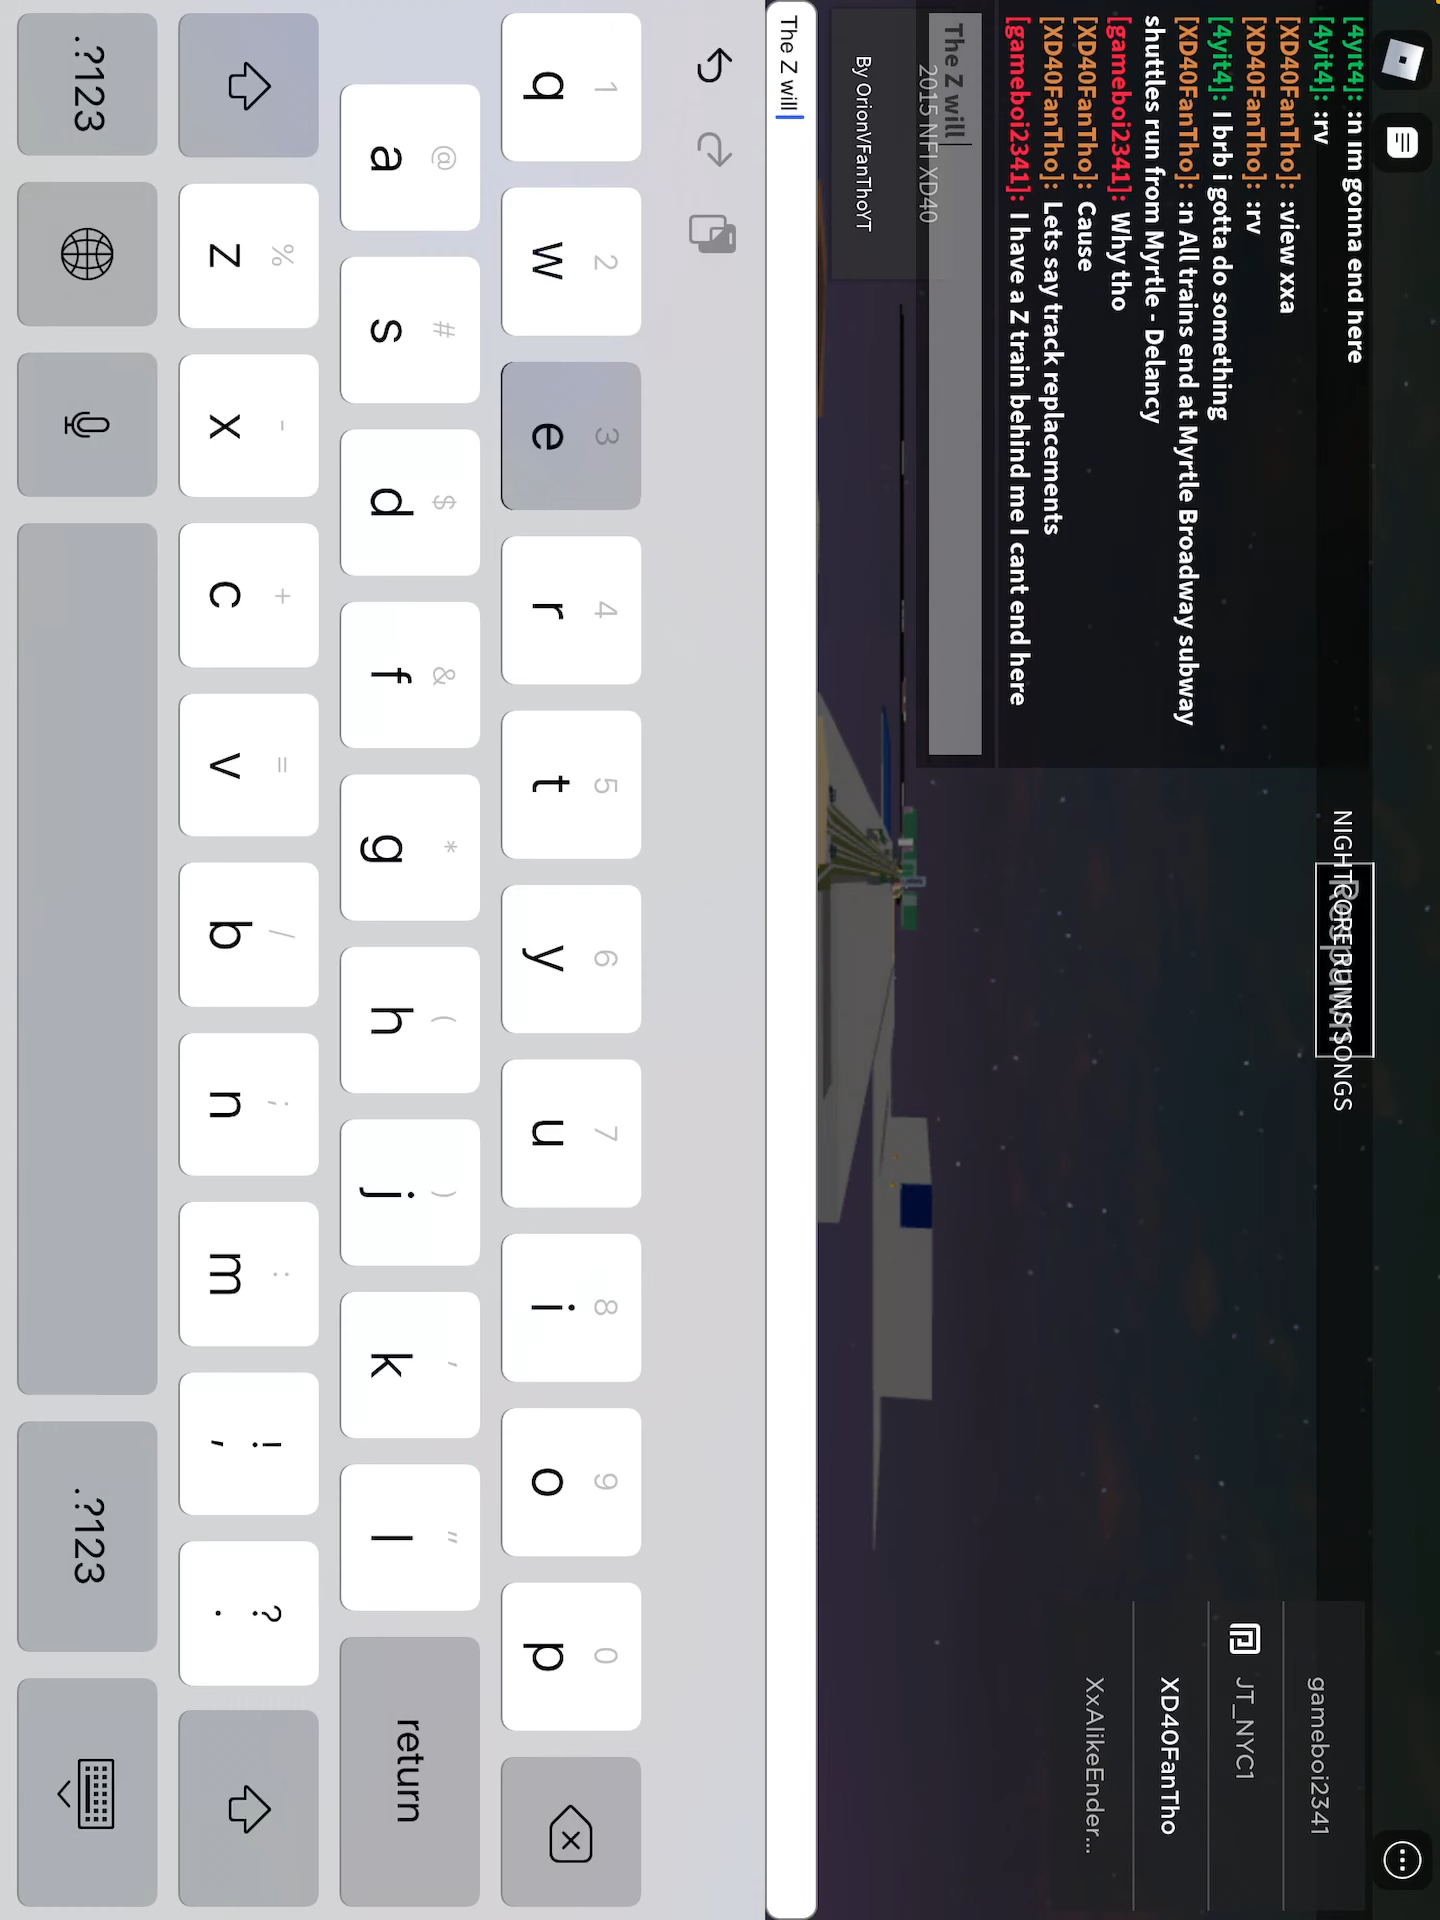 [4yit4]: :n Im gonna end here
[4yit4]: :rv
[XD40FanTho]: :view xxa
[XD40FanTho]: :rv
[4yit4]: I brb i gotta do something
[XD40FanTho]: :n All trains end at Myrtle Broadway subway
shuttles run from Myrtle - Delancy
[gameboi2341]: Why tho
[XD40FanTho]: Cause
[XD40FanTho]: Lets say track replacements
[gameboi2341]: I have a Z train behind me I cant end here
The Z will
2015 NFI XD40
By OrionVFanThoYT
NIGHTCORE RUINS SONGS
Respawn
gameboi2341
JT_NYC1
XD40FanTho
XxAlikeEnder...
The Z will
1 2 3 4 5 6 7 8 9 0
q w e r t y u i o p
@ # $ & * ( ) ' "
a s d f g h j k l return
% - + = / ; : ! ?
z x c v b n m , .
.?123 .?123